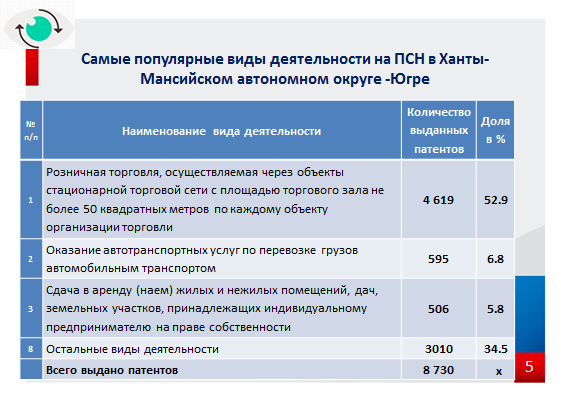 Самые популярные виды деятельности на ПСН в Ханты-
Мансийском автономном округе -Югре
№
п/п
Наименование вида деятельности
Количество
выданных
патентов
Доля
в %
1
Розничная торговля, осуществляемая через объекты
стационарной торговой сети с площадью торгового зала не
более 50 квадратных метров по каждому объекту
организации торговли
4 619
52.9
2
Оказание автотранспортных услуг по перевозке грузов
автомобильным транспортом
595
6.8
3
Сдача в аренду (наем) жилых и нежилых помещений, дач,
земельных участков, принадлежащих индивидуальному
предпринимателю на праве собственности
506
5.8
8
Остальные виды деятельности
3010
34.5
Всего выдано патентов
8 730
х
5